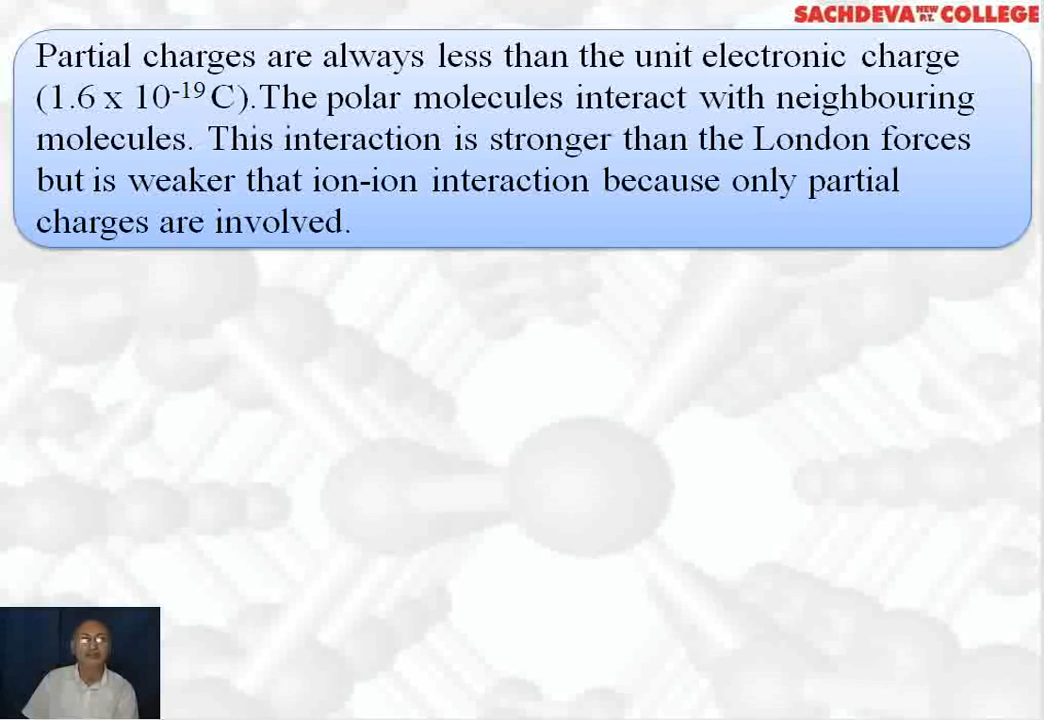 SACHDEVA NEW P.T. COLLEGE
Partial charges are always less than the unit electronic charge
(1.6 x 10⁻¹⁹ C).The polar molecules interact with neighbouring
molecules. This interaction is stronger than the London forces
but is weaker that ion-ion interaction because only partial
charges are involved.